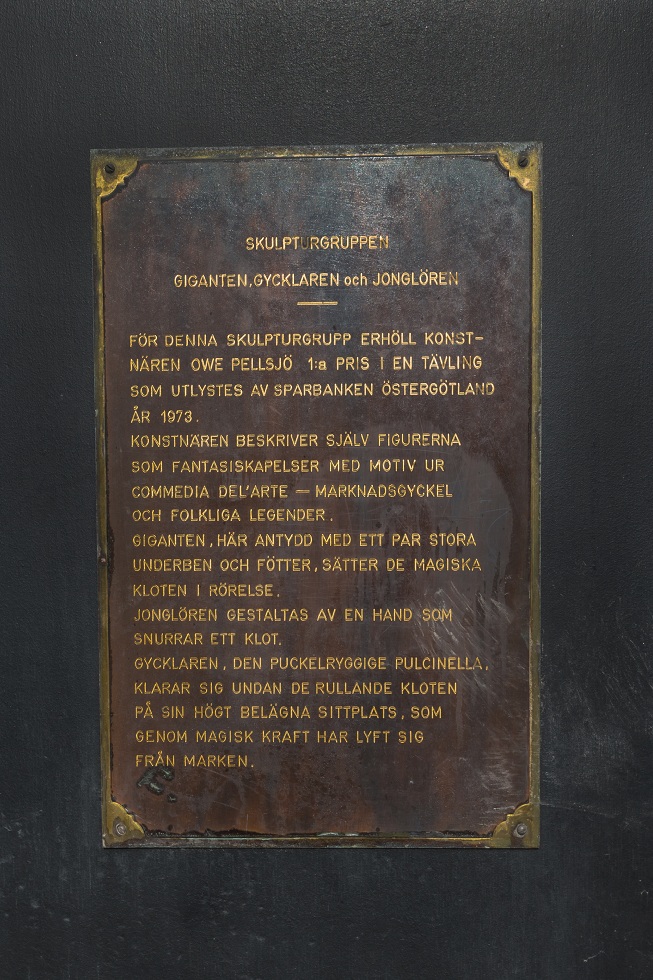 SKULPTURGRUPPEN
GIGANTEN,GYCKLAREN och JONGLÖREN
FÖR DENNA SKULPTURGRUPP ERHÖLL KONST-
NÄREN OWE PELLSJÖ 1:a PRIS I EN TÄVLING
SOM UTLYSTES AV SPARBANKEN ÖSTERGÖTLAND
ÅR 1973.
KONSTNÄREN BESKRIVER SJÄLV FIGURERNA
SOM FANTASISKAPELSER MED MOTIV UR
COMMEDIA DEL'ARTE – MARKNADSGYCKEL
OCH FOLKLIGA LEGENDER.
GIGANTEN, HÄR ANTYDD MED ETT PAR STORA
UNDERBEN OCH FÖTTER, SÄTTER DE MAGISKA
KLOTEN I RÖRELSE.
JONGLÖREN GESTALTAS AV EN HAND SOM
SNURRAR ETT KLOT.
GYCKLAREN, DEN PUCKELRYGGIGE PULCINELLA,
KLARAR SIG UNDAN DE RULLANDE KLOTEN
PÅ SIN HÖGT BELÄGNA SITTPLATS, SOM
GENOM MAGISK KRAFT HAR LYFT SIG
FRÅN MARKEN.